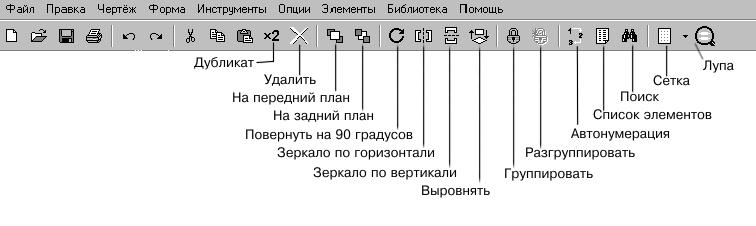 Файл Правка Чертёж Форма Инструменты Опции Элементы Библиотека Помощь
×2
Дубликат
Лупа
Удалить
Сетка
На передний план
Поиск
На задний план
Список элементов
Повернуть на 90 градусов
Автонумерация
Зеркало по горизонтали
Разгруппировать
Зеркало по вертикали
Группировать
Выровнять